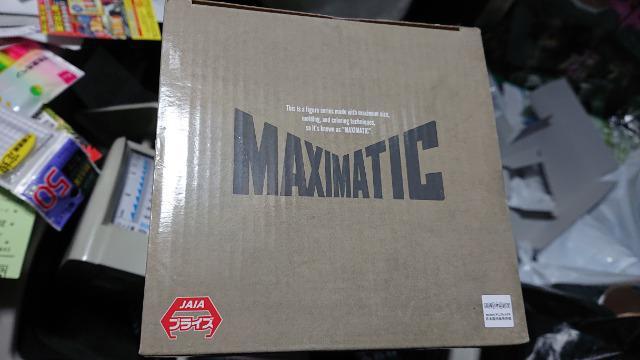 This is a figure series made with maximum size,
molding, and coloring techniques,
so it's known as "MAXIMATIC"
MAXIMATIC
JAIA
プライズ
50